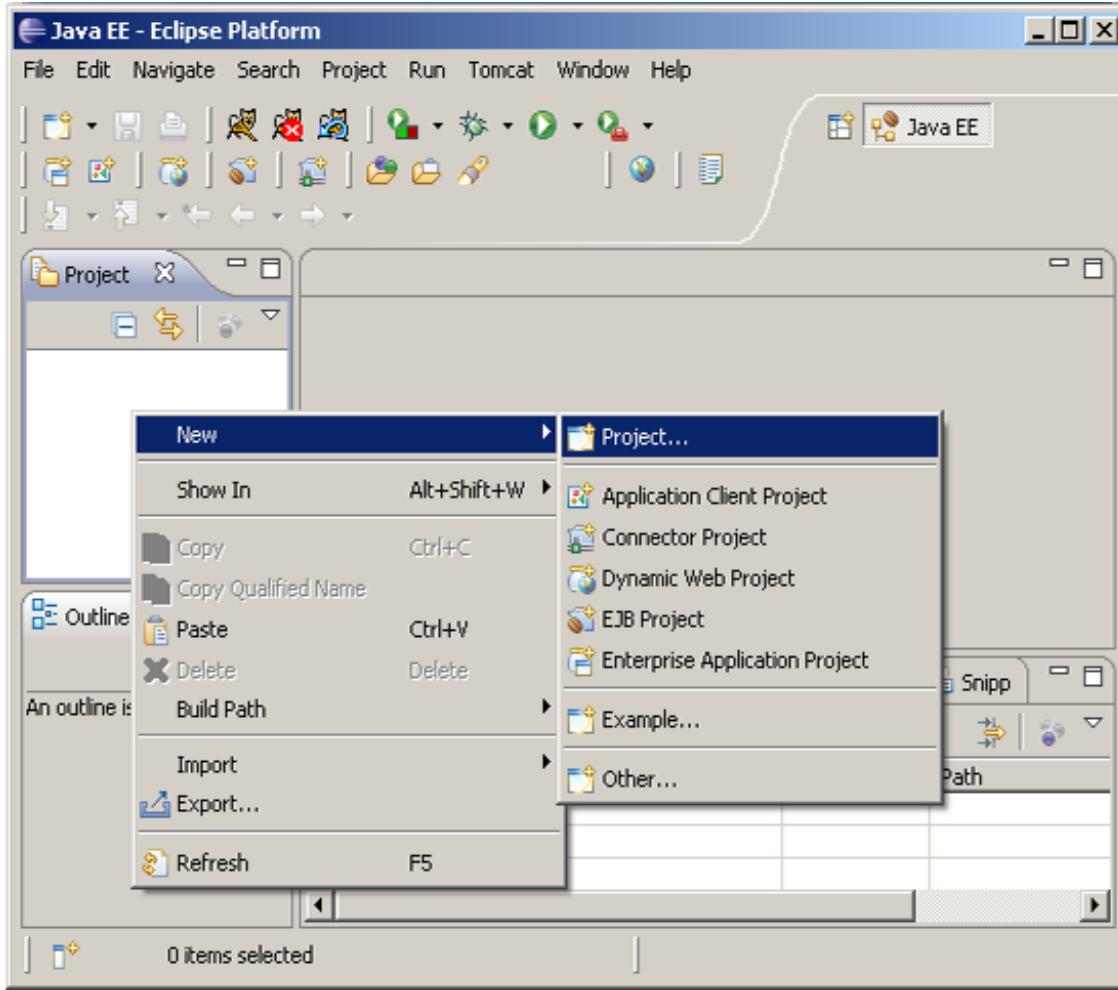 Java EE - Eclipse Platform
File Edit Navigate Search Project Run Tomcat Window Help
Java EE
Project
New
Show In Alt+Shift+W
Copy Ctrl+C
Copy Qualified Name
Paste Ctrl+V
Delete Delete
Build Path
Import
Export...
Refresh F5
Project...
Application Client Project
Connector Project
Dynamic Web Project
EJB Project
Enterprise Application Project
Example...
Other...
Outline
An outline is
Snipp
Path
0 items selected